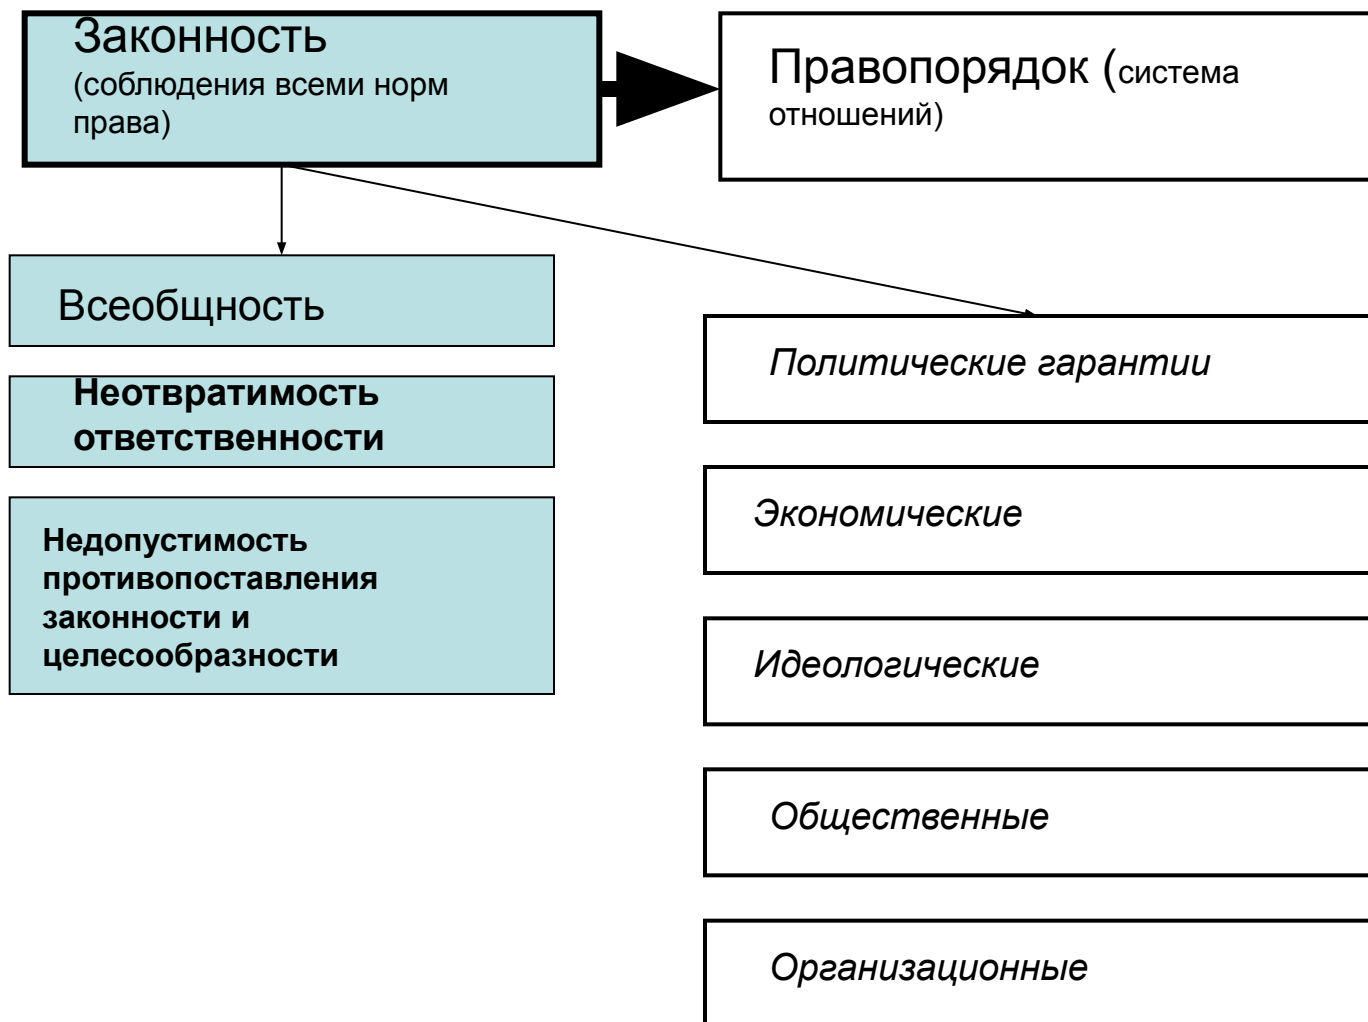 Законность
(соблюдения всеми норм
права)
Правопорядок (система
отношений)
Всеобщность
Неотвратимость
ответственности
Недопустимость
противопоставления
законности и
целесообразности
Политические гарантии
Экономические
Идеологические
Общественные
Организационные